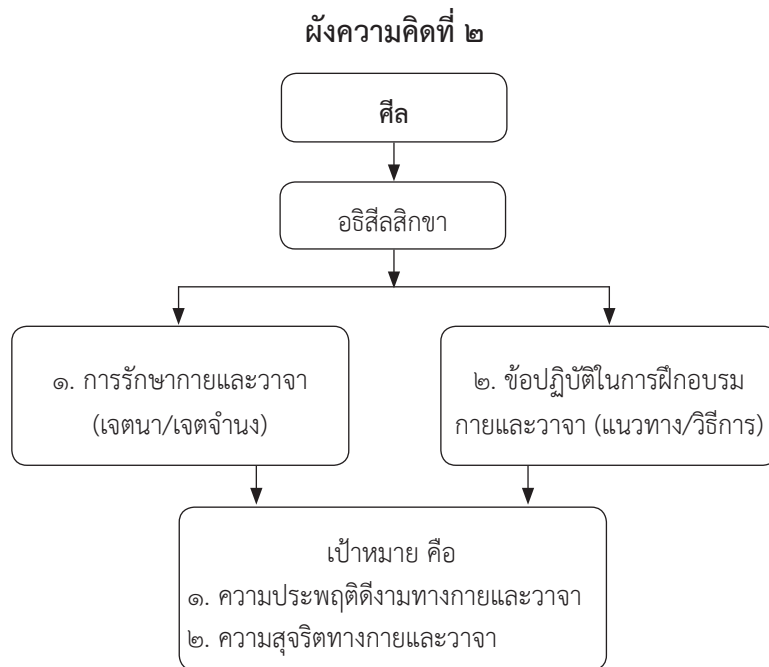 ผังความคิดที่ ๒
ศีล
อธิสีลสิกขา
๑. การรักษากายและวาจา
(เจตนา/เจตจำนง)
๒. ข้อปฏิบัติในการฝึกอบรม
กายและวาจา (แนวทาง/วิธีการ)
เป้าหมาย คือ
๑. ความประพฤติดีงามทางกายและวาจา
๒. ความสุจริตทางกายและวาจา